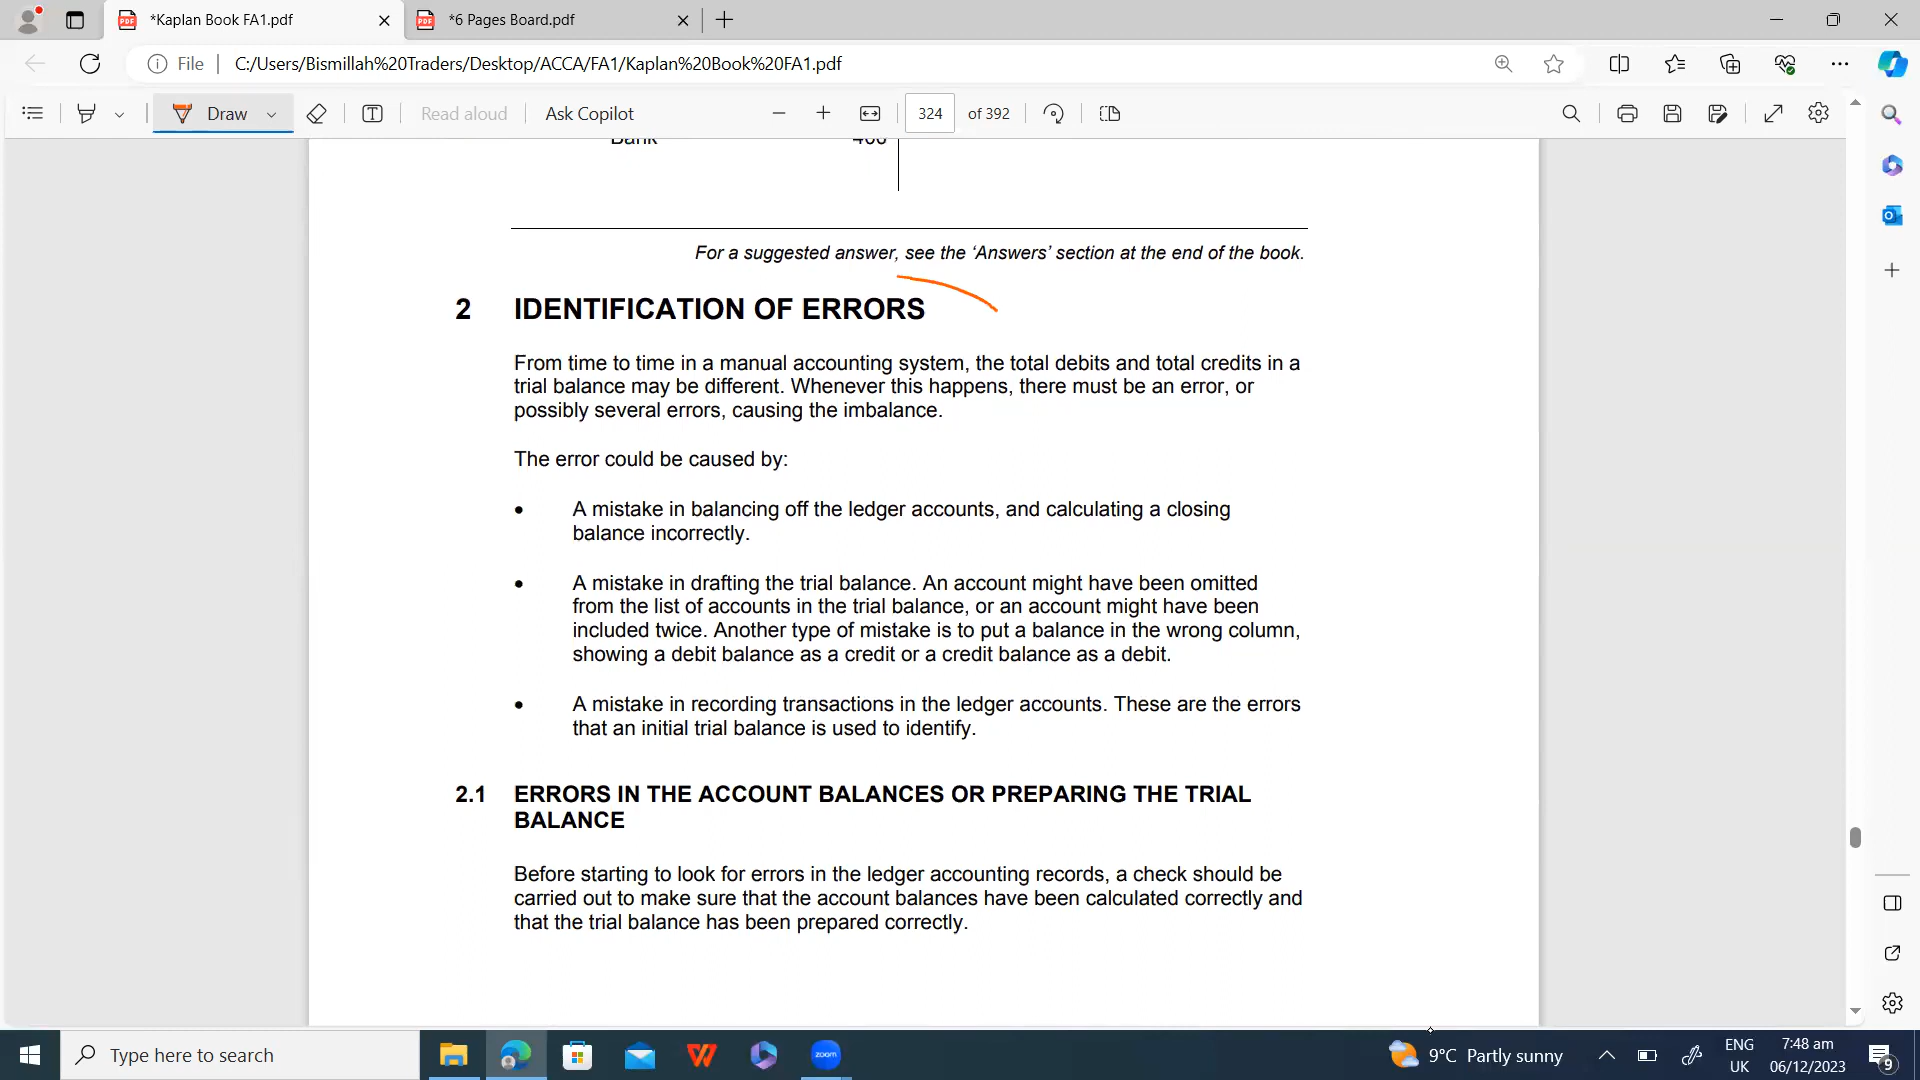 *Kaplan Book FA1.pdf
*6 Pages Board.pdf
File
C:/Users/Bismillah%20Traders/Desktop/ACCA/FA1/Kaplan%20Book%20FA1.pdf
Draw
Read aloud
Ask Copilot
324
of 392
Bank 406
For a suggested answer, see the ‘Answers’ section at the end of the book.
2 IDENTIFICATION OF ERRORS
From time to time in a manual accounting system, the total debits and total credits in a
trial balance may be different. Whenever this happens, there must be an error, or
possibly several errors, causing the imbalance.
The error could be caused by:
• A mistake in balancing off the ledger accounts, and calculating a closing
balance incorrectly.
• A mistake in drafting the trial balance. An account might have been omitted
from the list of accounts in the trial balance, or an account might have been
included twice. Another type of mistake is to put a balance in the wrong column,
showing a debit balance as a credit or a credit balance as a debit.
• A mistake in recording transactions in the ledger accounts. These are the errors
that an initial trial balance is used to identify.
2.1 ERRORS IN THE ACCOUNT BALANCES OR PREPARING THE TRIAL
BALANCE
Before starting to look for errors in the ledger accounting records, a check should be
carried out to make sure that the account balances have been calculated correctly and
that the trial balance has been prepared correctly.
Type here to search
zoom
9°C Partly sunny
ENG
UK
7:48 am
06/12/2023
9